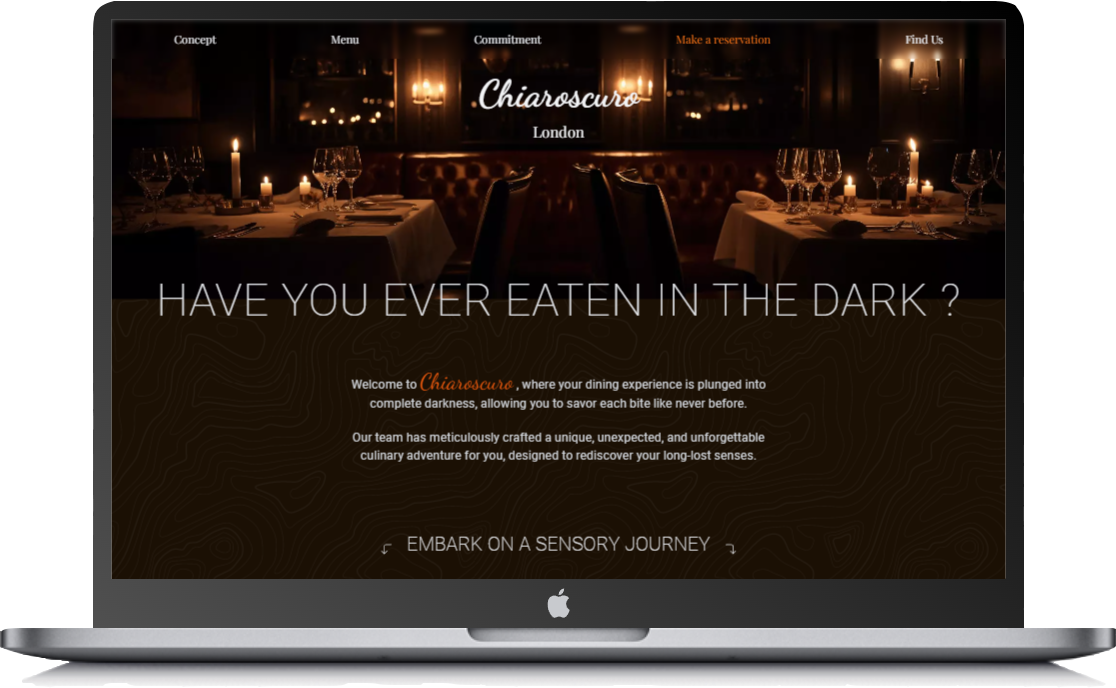 Concept Menu Commitment Make a reservation Find Us
Chiaroscuro
London
HAVE YOU EVER EATEN IN THE DARK ?
Welcome to Chiaroscuro , where your dining experience is plunged into
complete darkness, allowing you to savor each bite like never before.
Our team has meticulously crafted a unique, unexpected, and unforgettable
culinary adventure for you, designed to rediscover your long-lost senses.
EMBARK ON A SENSORY JOURNEY